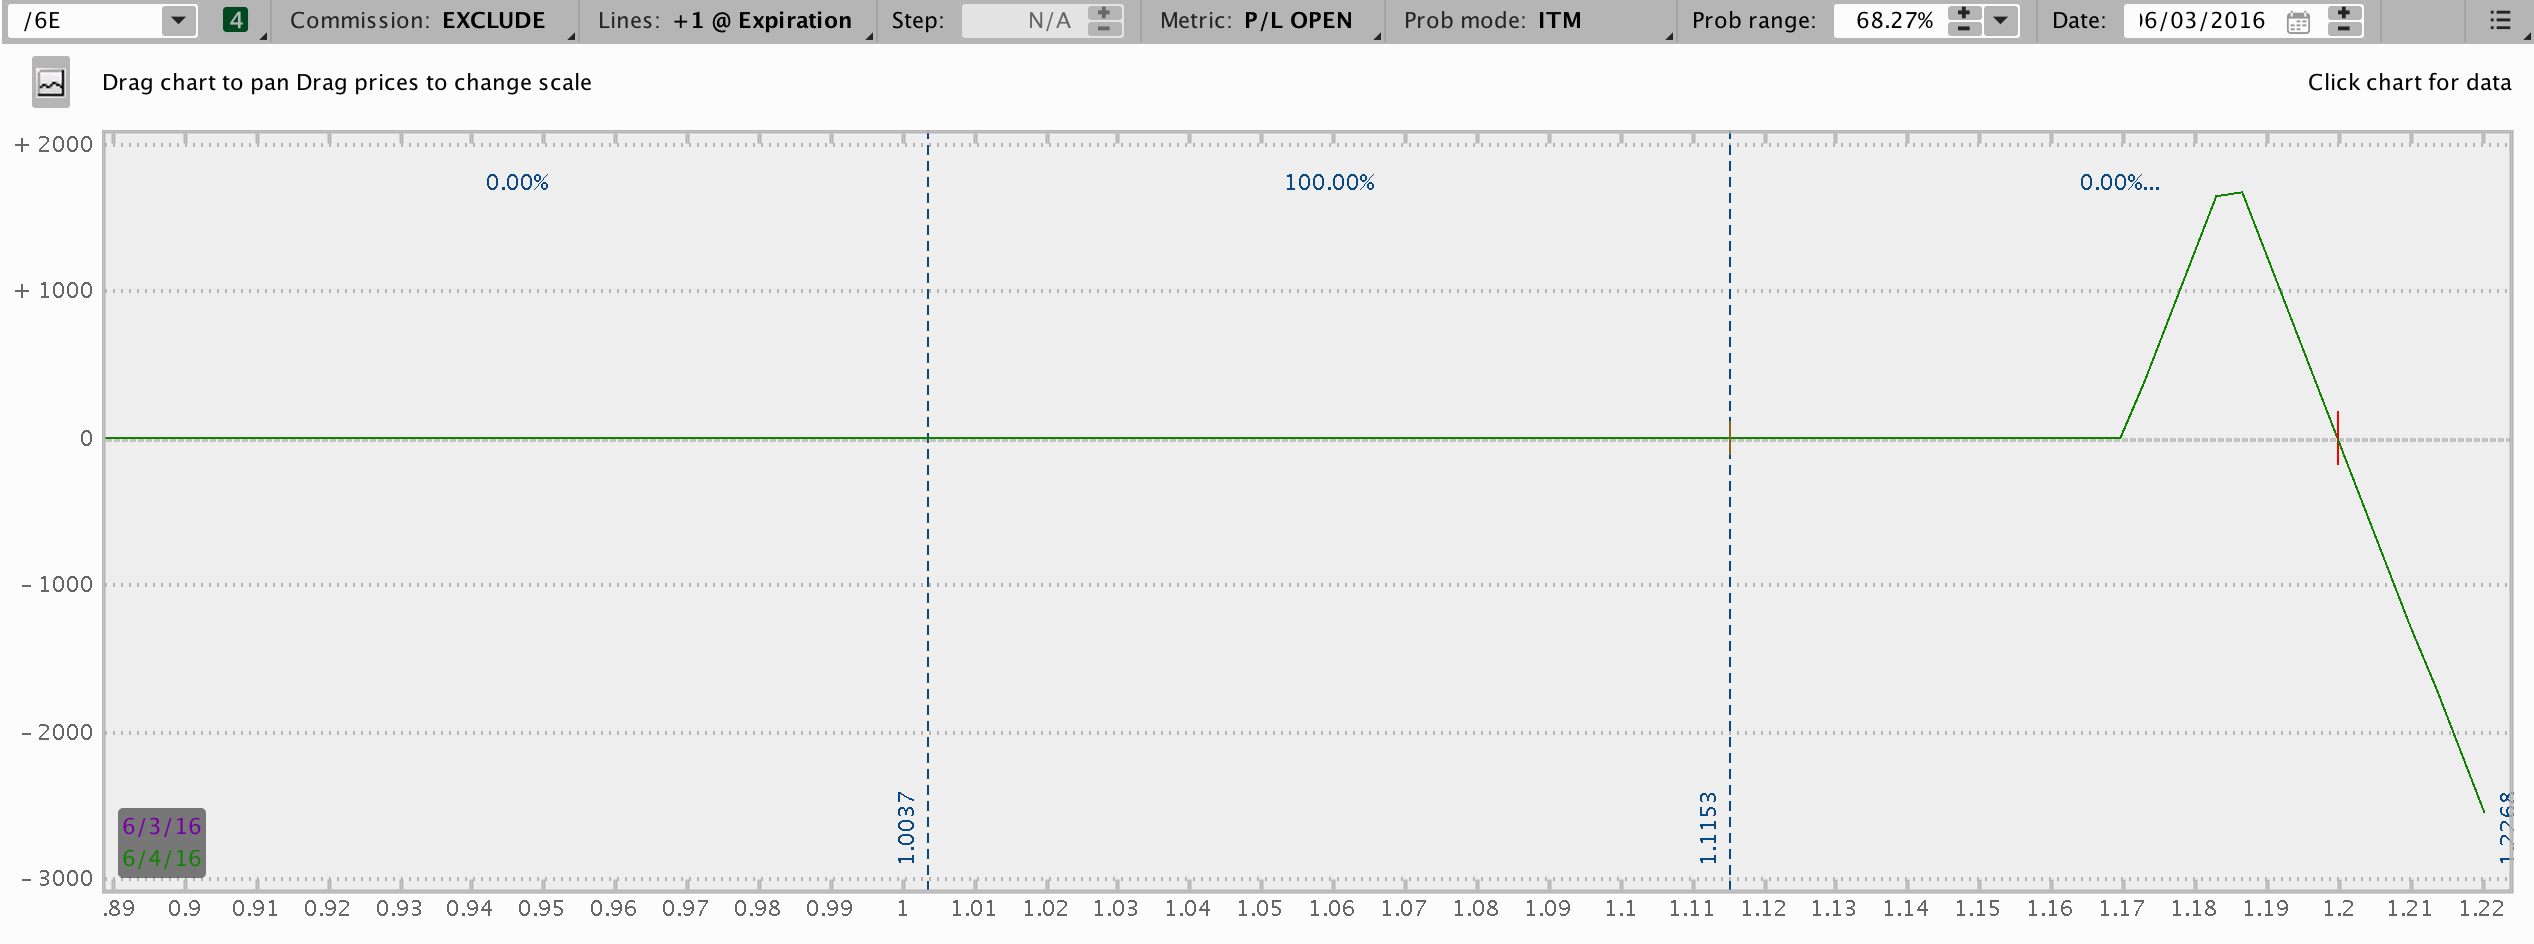 /6E 4 Commission: EXCLUDE Lines: +1 @ Expiration Step: N/A Metric: P/L OPEN Prob mode: ITM Prob range: 68.27% Date: 06/03/2016
Drag chart to pan Drag prices to change scale Click chart for data
+ 2000
0.00% 100.00% 0.00%...
+ 1000
0
- 1000
- 2000
1.0037
1.1153
1.2268
6/3/16
6/4/16
- 3000
.89 0.9 0.91 0.92 0.93 0.94 0.95 0.96 0.97 0.98 0.99 1 1.01 1.02 1.03 1.04 1.05 1.06 1.07 1.08 1.09 1.1 1.11 1.12 1.13 1.14 1.15 1.16 1.17 1.18 1.19 1.2 1.21 1.22